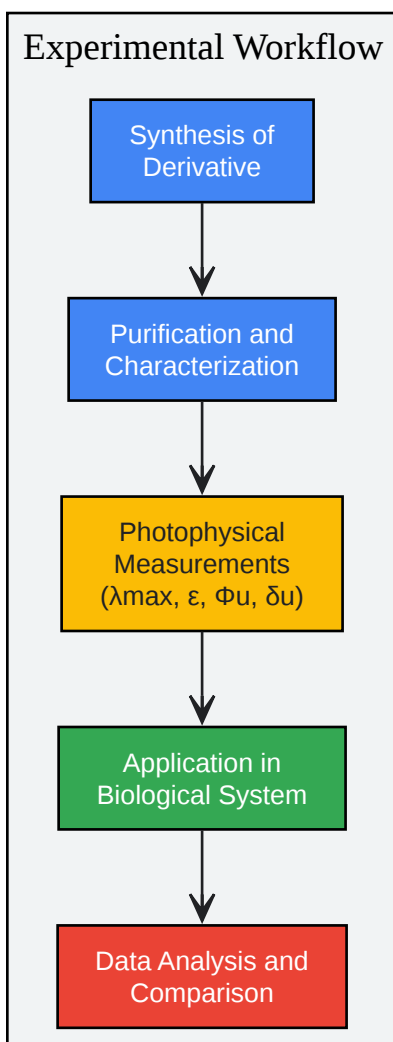 Experimental Workflow
Synthesis of
Derivative
Purification and
Characterization
Photophysical
Measurements
(λmax, ε, Φu, δu)
Application in
Biological System
Data Analysis and
Comparison